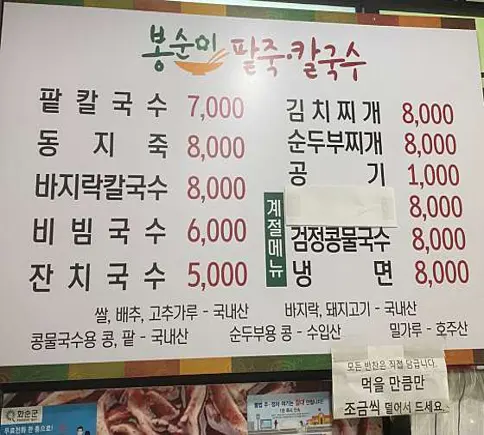 봉순미 팥죽·칼국수
팥칼국수 7,000
동지죽 8,000
바지락칼국수 8,000
비빔국수 6,000
잔치국수 5,000
김치찌개 8,000
순두부찌개 8,000
공기 1,000
계절메뉴
8,000
검정콩물국수 8,000
냉면 8,000
쌀, 배추, 고추가루 - 국내산 바지락, 돼지고기 - 국내산
콩물국수용 콩, 팥 - 국내산 순두부용 콩 - 수입산 밀가루 - 호주산
모든 반찬은 직접 담급니다.
먹을 만큼만
조금씩 덜어서 드세요.
화순군